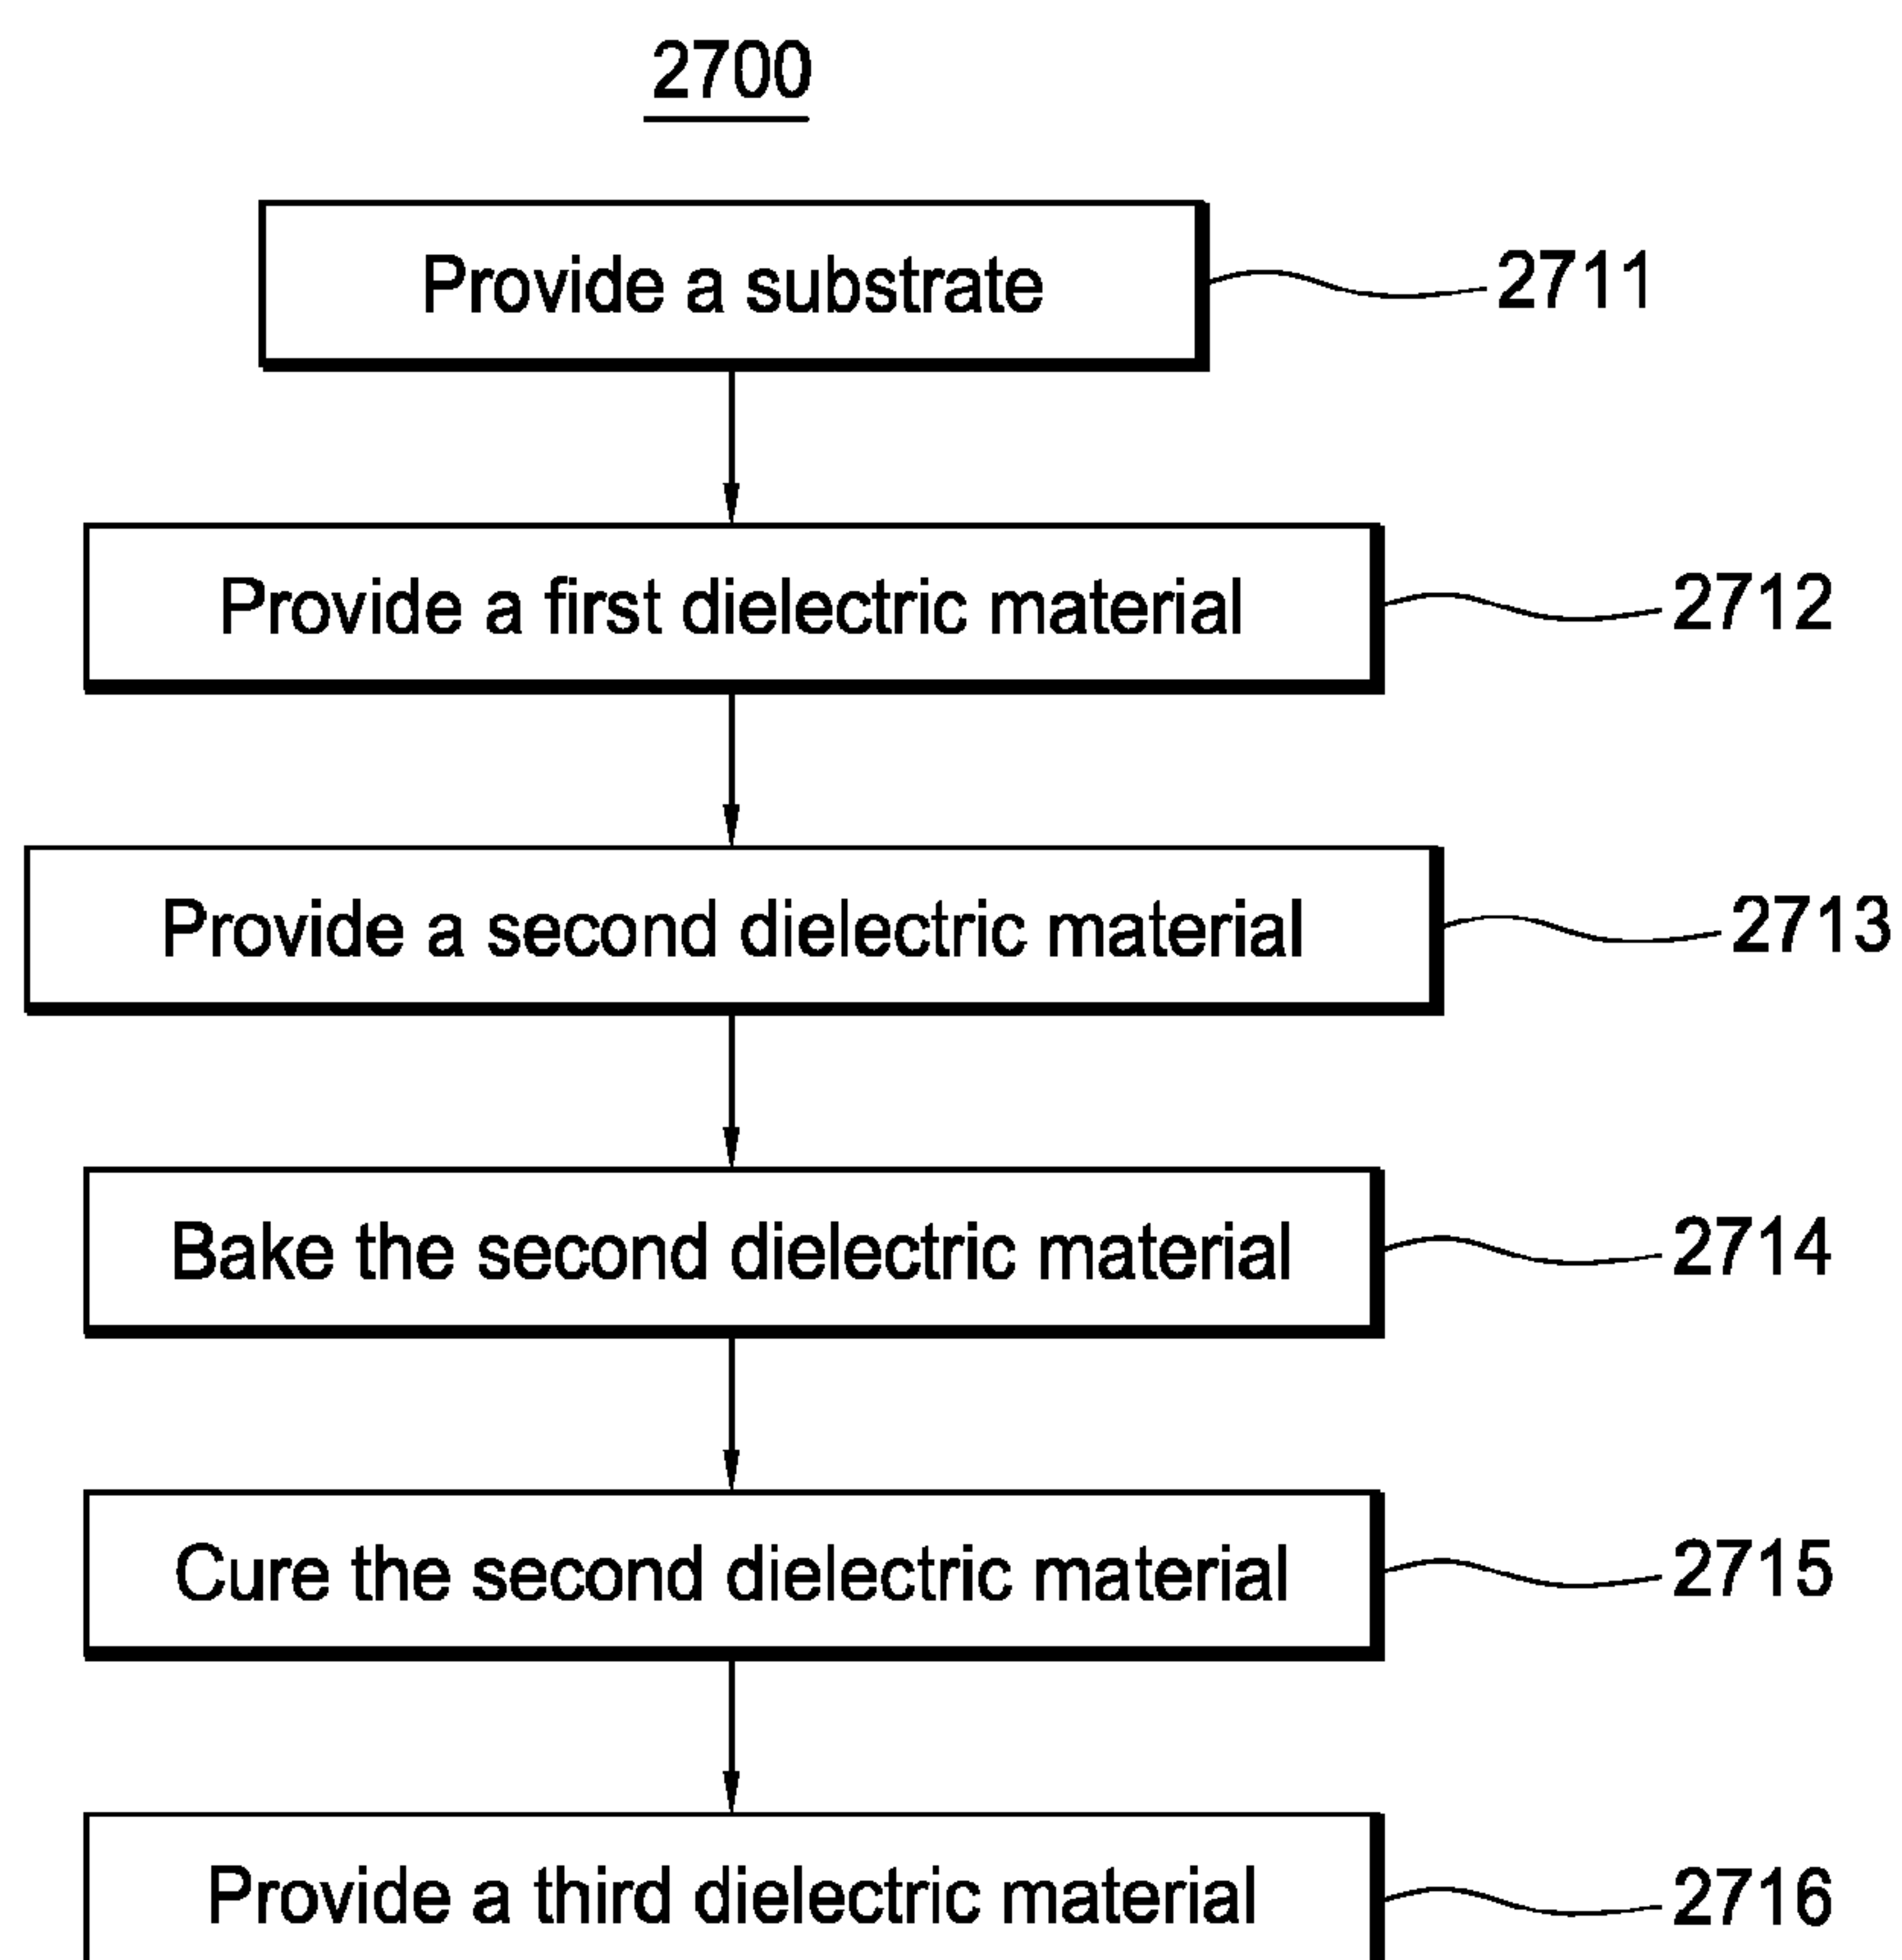 2700
Provide a substrate 2711
Provide a first dielectric material 2712
Provide a second dielectric material 2713
Bake the second dielectric material 2714
Cure the second dielectric material 2715
Provide a third dielectric material 2716